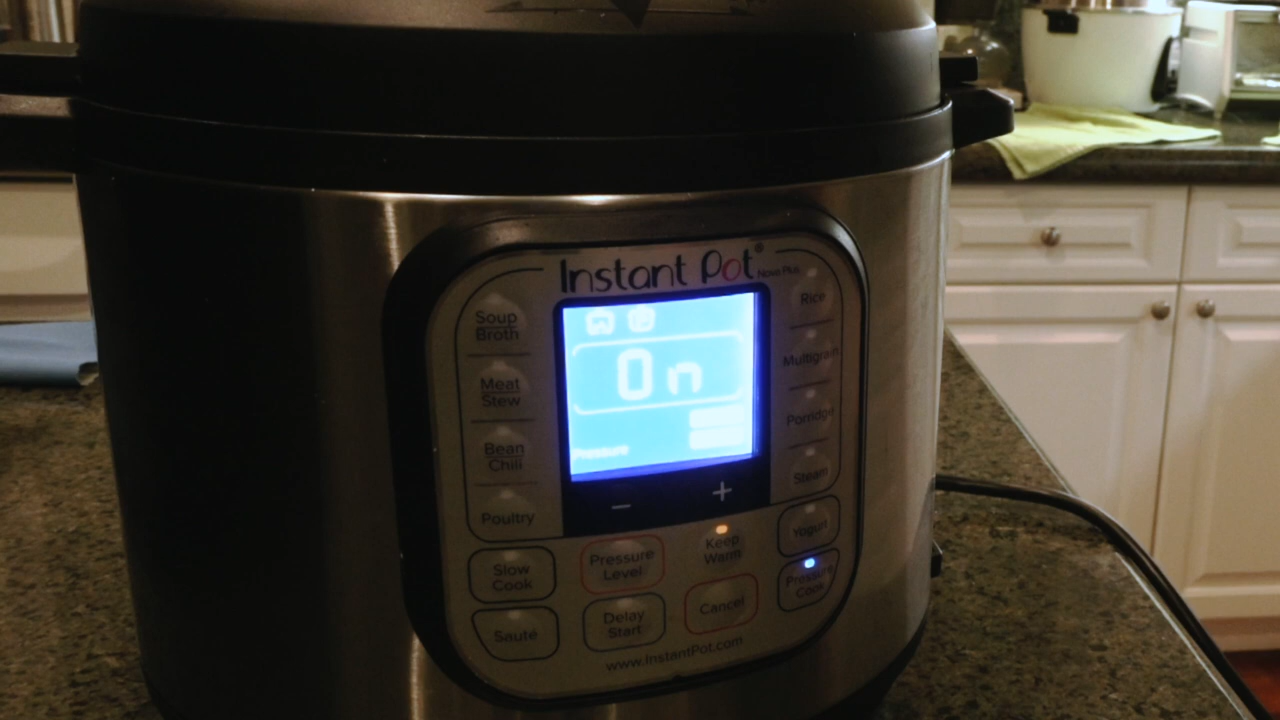 Instant Pot® Nova Plus
Soup
Broth
Meat
Stew
Bean
Chili
Poultry
On
Pressure
− +
Rice
Multigrain
Porridge
Steam
Yogurt
Slow
Cook
Pressure
Level
Keep
Warm
Pressure
Cook
Sauté
Delay
Start
Cancel
www.InstantPot.com